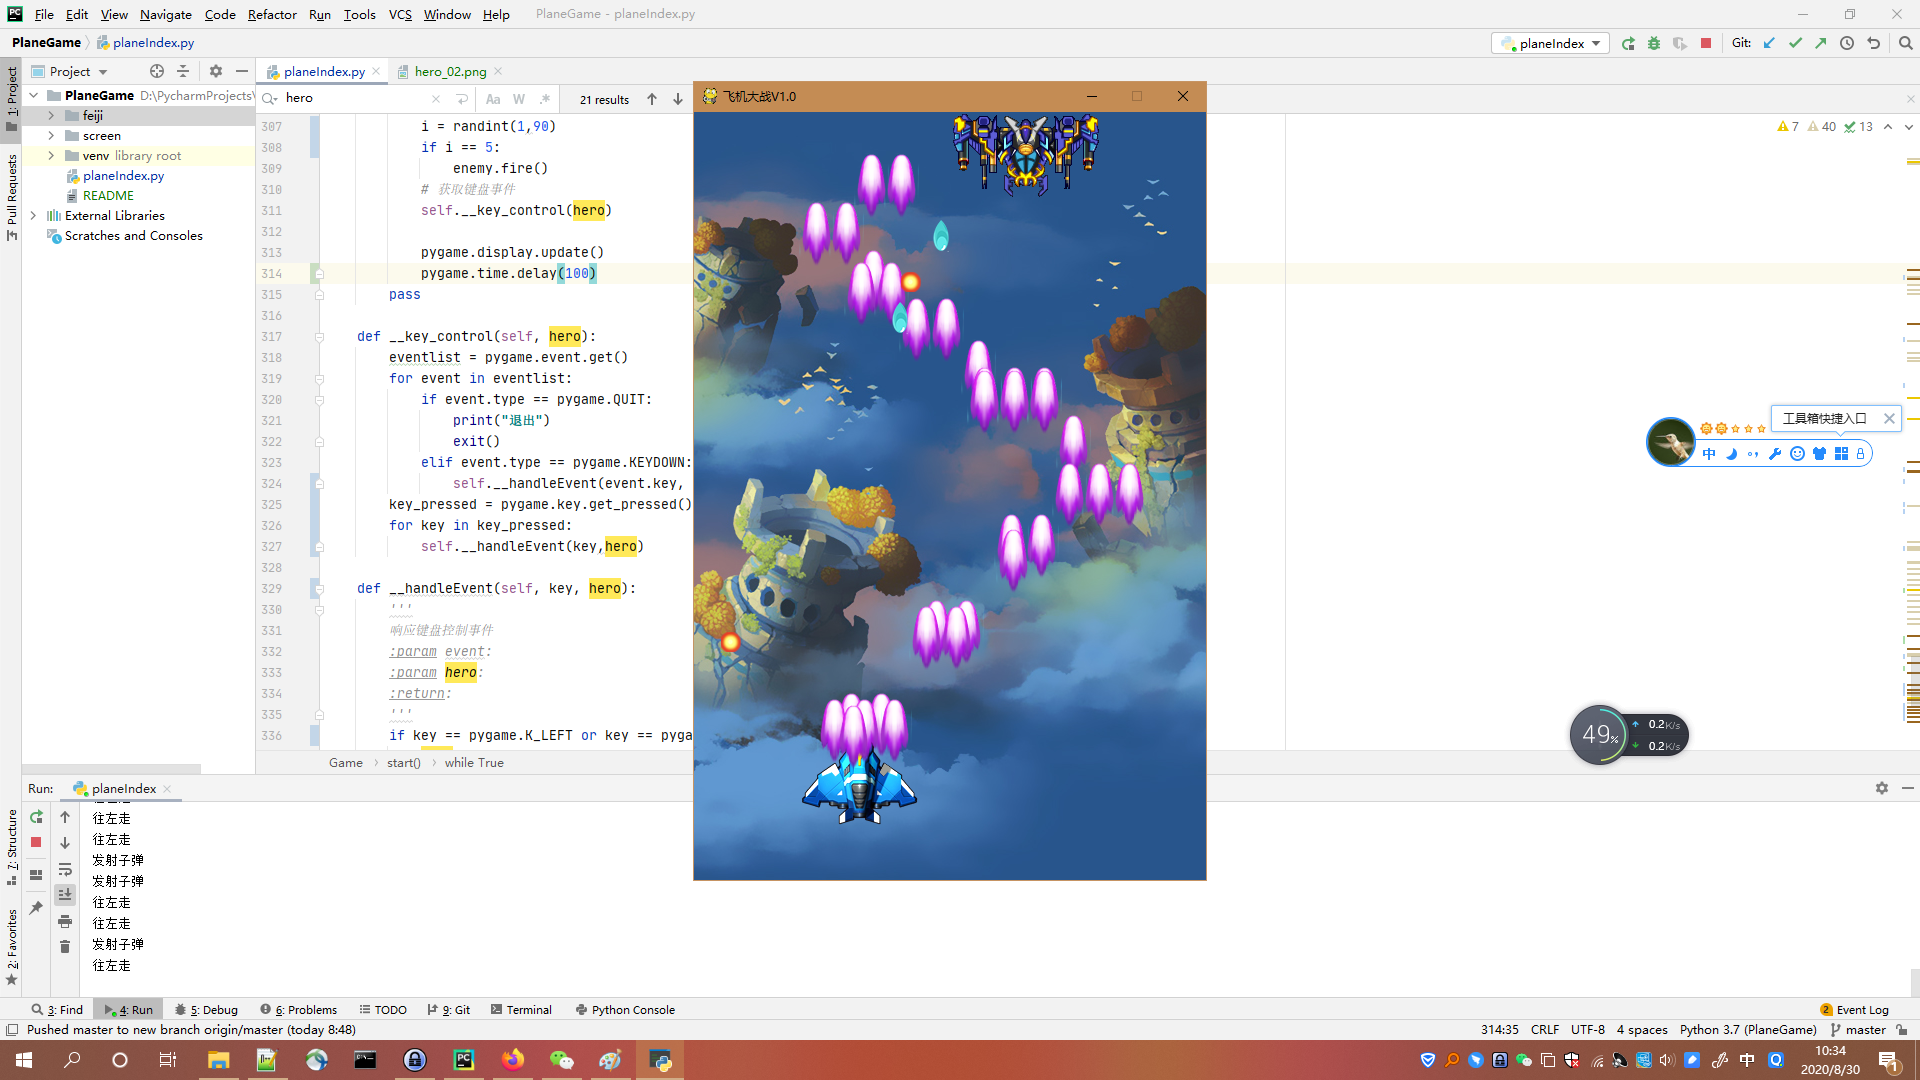 File Edit View Navigate Code Refactor Run Tools VCS Window Help PlaneGame - planeIndex.py
PlaneGame planeIndex.py
planeIndex
Git:
Project
planeIndex.py
hero_02.png
PlaneGame D:\PycharmProjects\
feiji
screen
venv library root
planeIndex.py
README
External Libraries
Scratches and Consoles
1: Project
Pull Requests
7: Structure
2: Favorites
hero
Aa W .*
21 results
7 40 13
307 i = randint(1,90)
308 if i == 5:
309 enemy.fire()
310 # 获取键盘事件
311 self.__key_control(hero)
312
313 pygame.display.update()
314 pygame.time.delay(100)
315 pass
316
317 def __key_control(self, hero):
318 eventlist = pygame.event.get()
319 for event in eventlist:
320 if event.type == pygame.QUIT:
321 print("退出")
322 exit()
323 elif event.type == pygame.KEYDOWN:
324 self.__handleEvent(event.key,
325 key_pressed = pygame.key.get_pressed()
326 for key in key_pressed:
327 self.__handleEvent(key,hero)
328
329 def __handleEvent(self, key, hero):
330 '''
331 响应键盘控制事件
332 :param event:
333 :param hero:
334 :return:
335 '''
336 if key == pygame.K_LEFT or key == pyga
Game start() while True
飞机大战V1.0
工具箱快捷入口
中
49%
0.2K/s
0.2K/s
Run: planeIndex
往左走
往左走
发射子弹
发射子弹
往左走
往左走
发射子弹
往左走
3: Find 4: Run 5: Debug 6: Problems TODO 9: Git Terminal Python Console
2 Event Log
Pushed master to new branch origin/master (today 8:48)
314:35 CRLF UTF-8 4 spaces Python 3.7 (PlaneGame) master
中
10:34
2020/8/30
1